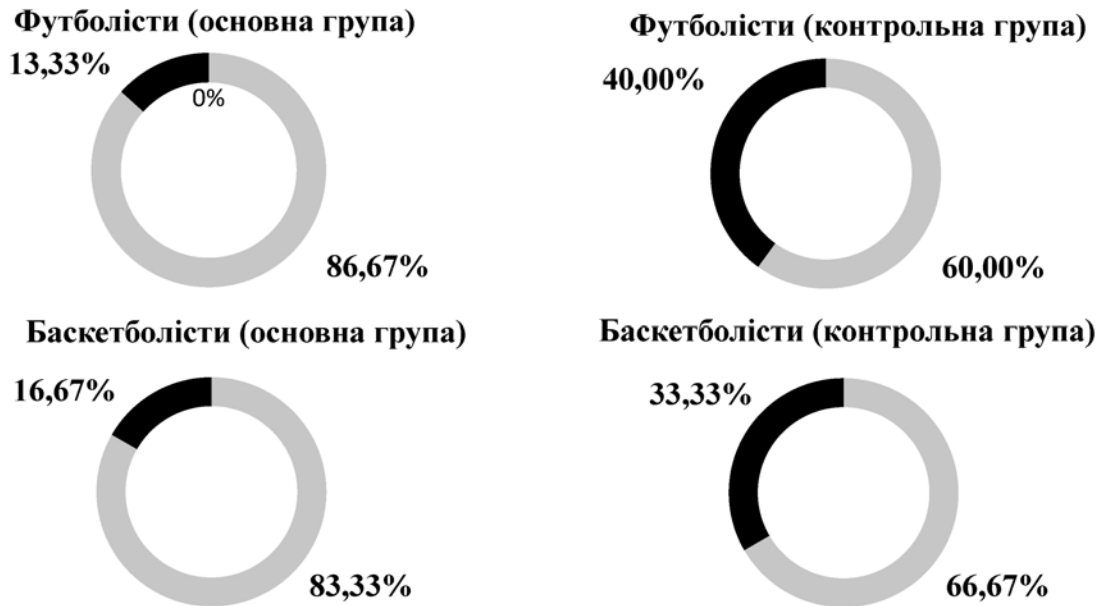 Футболісти (основна група)
13,33%
0%
86,67%
Футболісти (контрольна група)
40,00%
60,00%
Баскетболісти (основна група)
16,67%
83,33%
Баскетболісти (контрольна група)
33,33%
66,67%